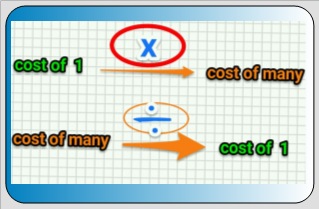 X
cost of 1 cost of many
÷
cost of many cost of 1